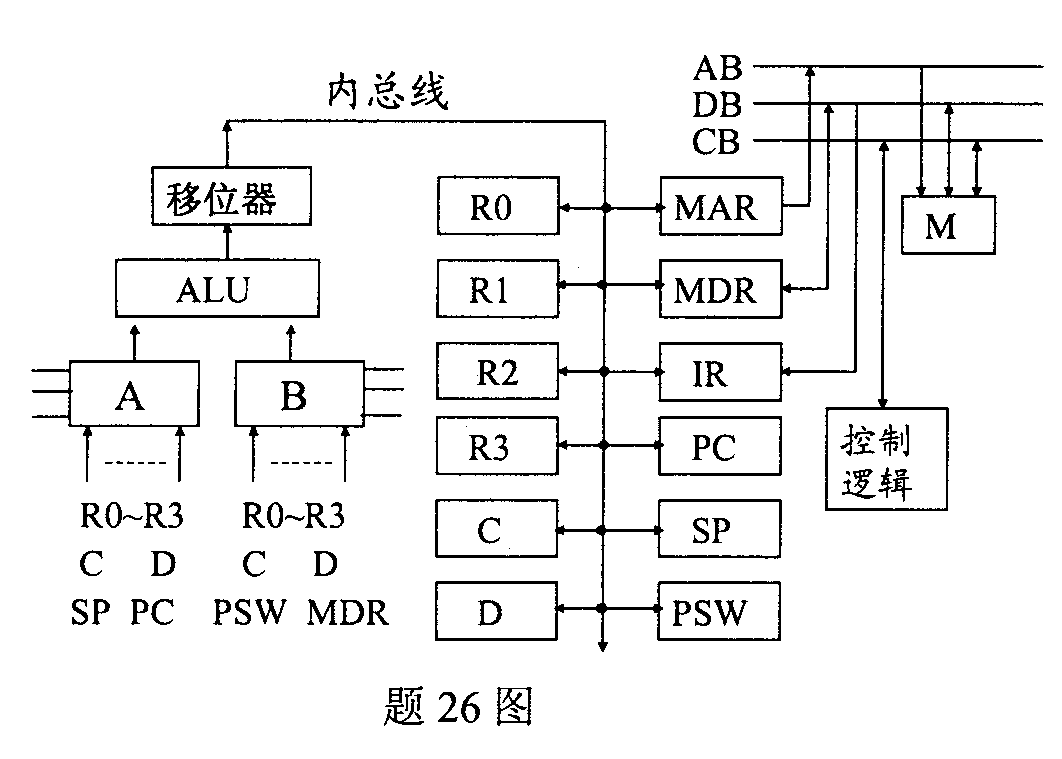 内总线
AB
DB
CB
移位器
R0
MAR
M
ALU
R1
MDR
A
B
R2
IR
R3
PC
控制
逻辑
R0~R3
R0~R3
C
SP
C D
C D
SP PC
PSW MDR
D
PSW
题 26 图